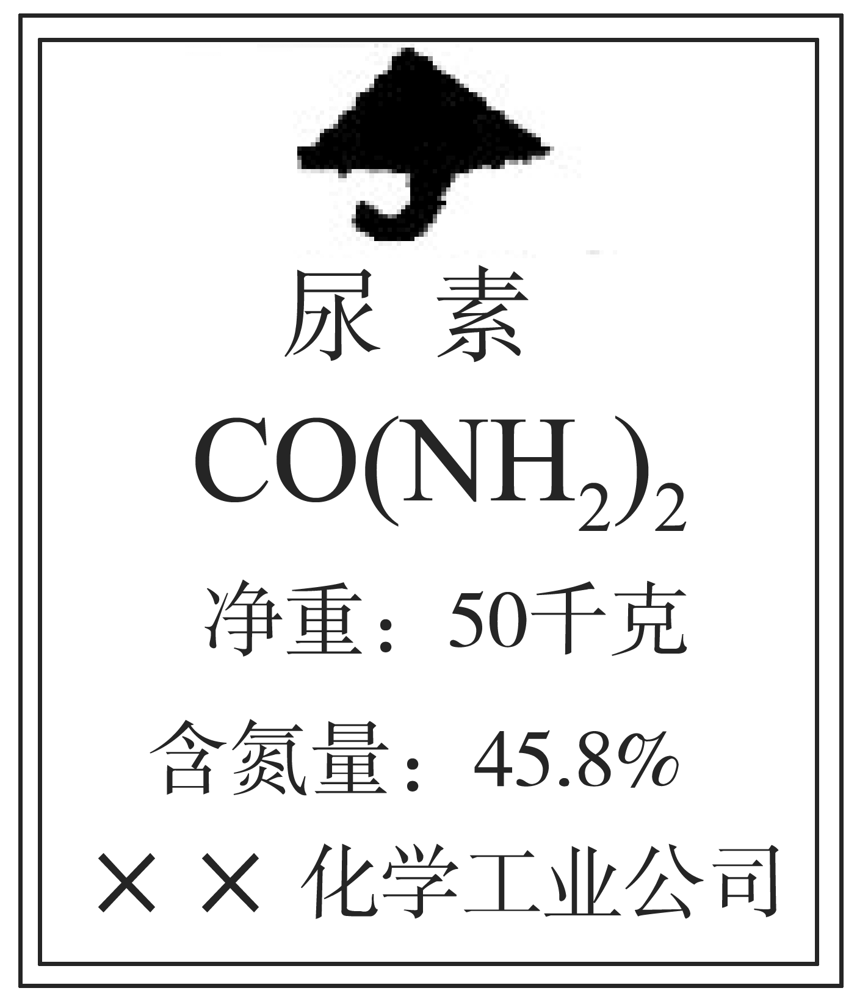 尿 素
CO(NH₂)₂
净重：50千克
含氮量：45.8%
× × 化学工业公司